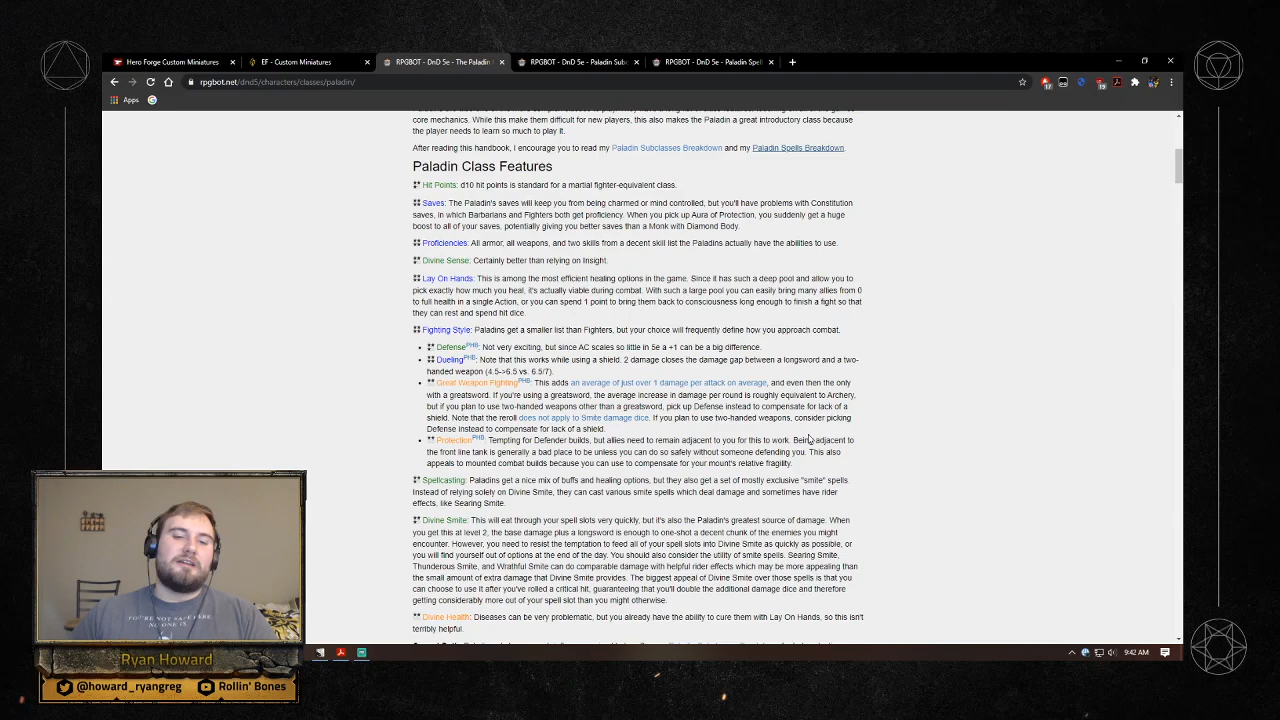 Hero Forge Custom Miniatures
EF - Custom Miniatures
RPGBOT - DnD 5e - The Paladin
RPGBOT - DnD 5e - Paladin Sub
RPGBOT - DnD 5e - Paladin Spell
rpgbot.net/dnd5/characters/classes/paladin/
Apps
core mechanics. While this make them difficult for new players, this also makes the Paladin a great introductory class because
the player needs to learn so much to play it.
After reading this handbook, I encourage you to read my Paladin Subclasses Breakdown and my Paladin Spells Breakdown.
Paladin Class Features
Hit Points: d10 hit points is standard for a martial fighter-equivalent class.
Saves: The Paladin's saves will keep you from being charmed or mind controlled, but you'll have problems with Constitution
saves, in which Barbarians and Fighters both get proficiency. When you pick up Aura of Protection, you suddenly get a huge
boost to all of your saves, potentially giving you better saves than a Monk with Diamond Body.
Proficiencies: All armor, all weapons, and two skills from a decent skill list the Paladins actually have the abilities to use.
Divine Sense: Certainly better than relying on Insight.
Lay On Hands: This is among the most efficient healing options in the game. Since it has such a deep pool and allow you to
pick exactly how much you heal, it's actually viable during combat. With such a large pool you can easily bring many allies from 0
to full health in a single Action, or you can spend 1 point to bring them back to consciousness long enough to finish a fight so that
they can rest and spend hit dice.
Fighting Style: Paladins get a smaller list than Fighters, but your choice will frequently define how you approach combat.
Defense PHB: Not very exciting, but since AC scales so little in 5e a +1 can be a big difference.
Dueling PHB: Note that this works while using a shield. 2 damage closes the damage gap between a longsword and a two-
handed weapon (4.5->6.5 vs. 6.5/7).
Great Weapon Fighting PHB: This adds an average of just over 1 damage per attack on average, and even then the only
with a greatsword. If you're using a greatsword, the average increase in damage per round is roughly equivalent to Archery,
but if you plan to use two-handed weapons other than a greatsword, pick up Defense instead to compensate for lack of a
shield. Note that the reroll does not apply to Smite damage dice. If you plan to use two-handed weapons, consider picking
Defense instead to compensate for lack of a shield.
Protection PHB: Tempting for Defender builds, but allies need to remain adjacent to you for this to work. Being adjacent to
the front line tank is generally a bad place to be unless you can do so safely without someone defending you. This also
appeals to mounted combat builds because you can use to compensate for your mount's relative fragility.
Spellcasting: Paladins get a nice mix of buffs and healing options, but they also get a set of mostly exclusive "smite" spells.
Instead of relying solely on Divine Smite, they can cast various smite spells which deal damage and sometimes have rider
effects, like Searing Smite.
Divine Smite: This will eat through your spell slots very quickly, but it's also the Paladin's greatest source of damage. When
you get this at level 2, the base damage plus a longsword is enough to one-shot a decent chunk of the enemies you might
encounter. However, you need to resist the temptation to feed all of your spell slots into Divine Smite as quickly as possible, or
you will find yourself out of options at the end of the day. You should also consider the utility of smite spells. Searing Smite,
Thunderous Smite, and Wrathful Smite can do comparable damage with helpful rider effects which may be more appealing than
the small amount of extra damage that Divine Smite provides. The biggest appeal of Divine Smite over those spells is that you
can choose to use it after you've rolled a critical hit, guaranteeing that you'll double the additional damage dice and therefore
getting considerably more out of your spell slot than you might otherwise.
Divine Health: Diseases can be very problematic, but you already have the ability to cure them with Lay On Hands, so this isn't
terribly helpful.
9:42 AM
YOU'RE NOT SAFE HERE
NO ONE IS
Ryan Howard
@howard_ryangreg
Rollin' Bones